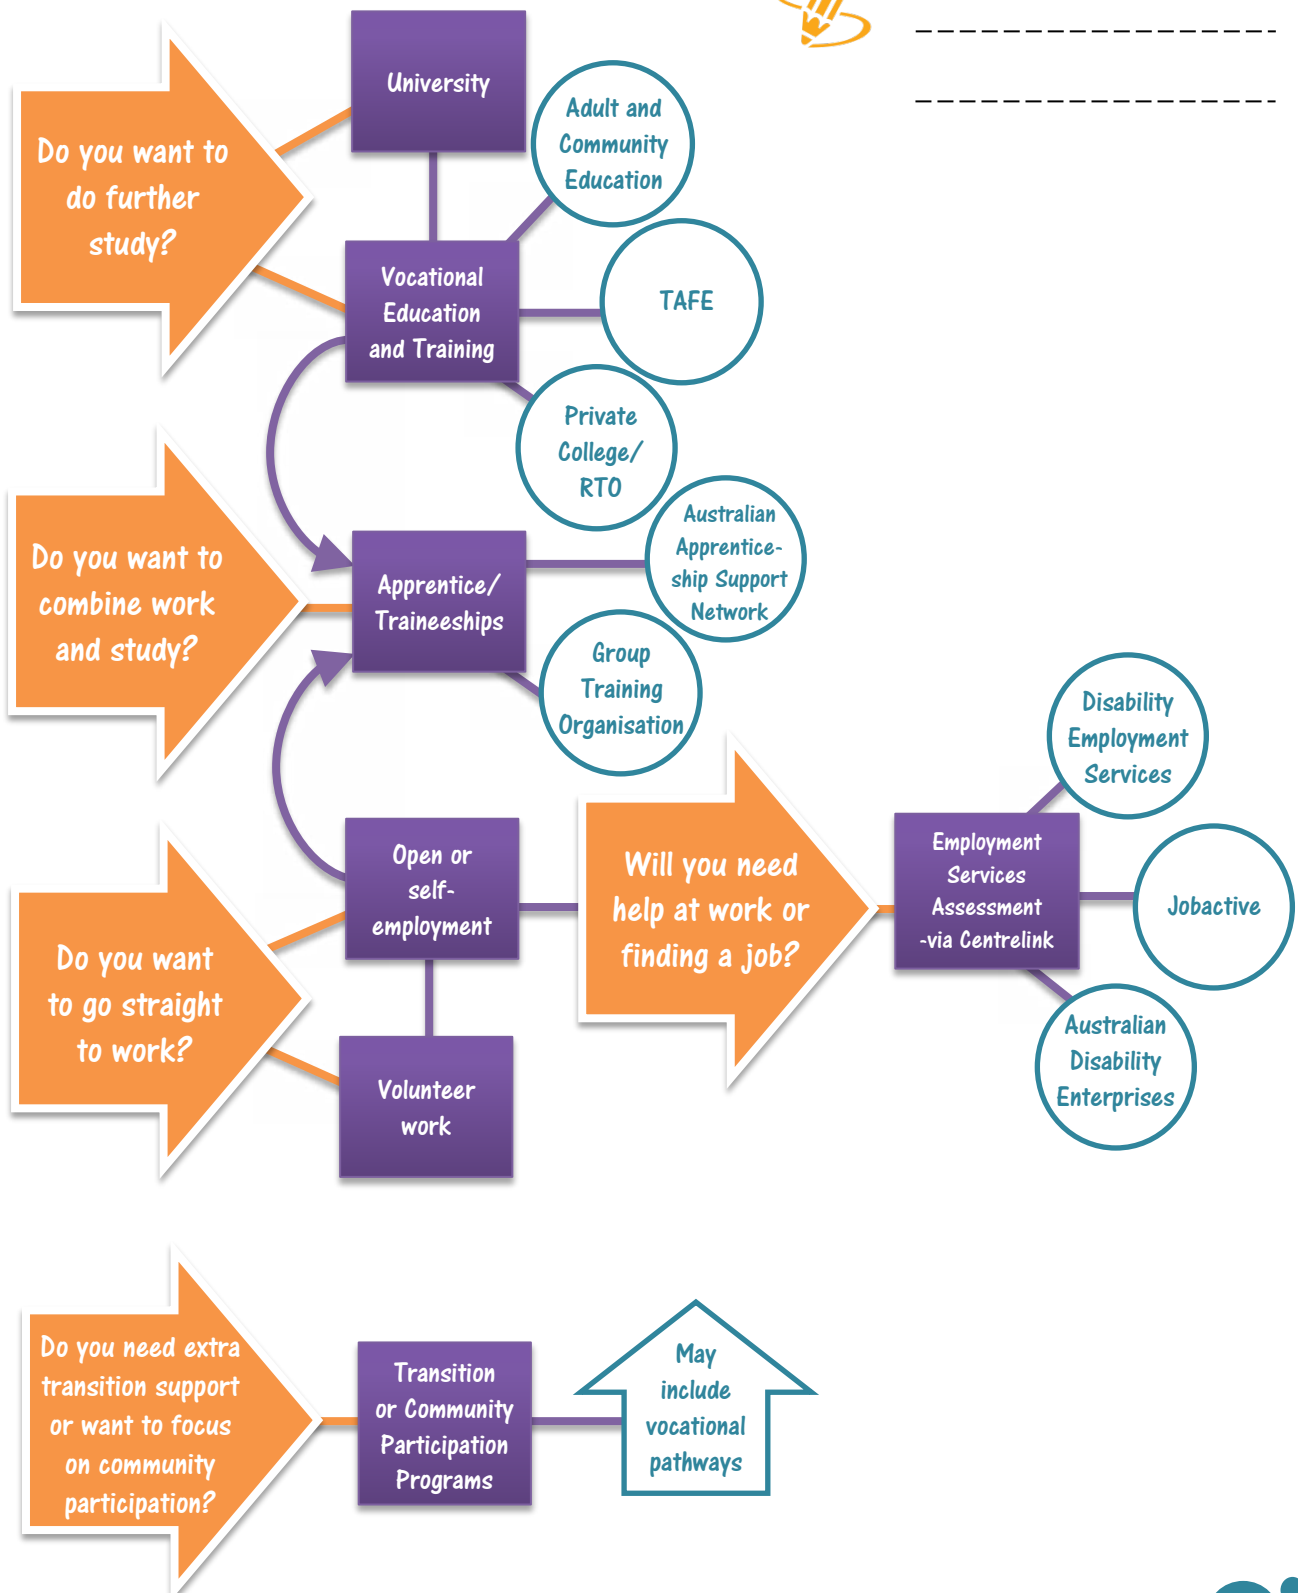 University
Do you want to
do further
study?
Adult and
Community
Education
Vocational
Education
and Training
TAFE
Private
College/
RTO
Do you want to
combine work
and study?
Apprentice/
Traineeships
Australian
Apprentice-
ship Support
Network
Group
Training
Organisation
Do you want
to go straight
to work?
Open or
self-
employment
Volunteer
work
Will you need
help at work or
finding a job?
Employment
Services
Assessment
-via Centrelink
Disability
Employment
Services
Jobactive
Australian
Disability
Enterprises
Do you need extra
transition support
or want to focus
on community
participation?
Transition
or Community
Participation
Programs
May
include
vocational
pathways